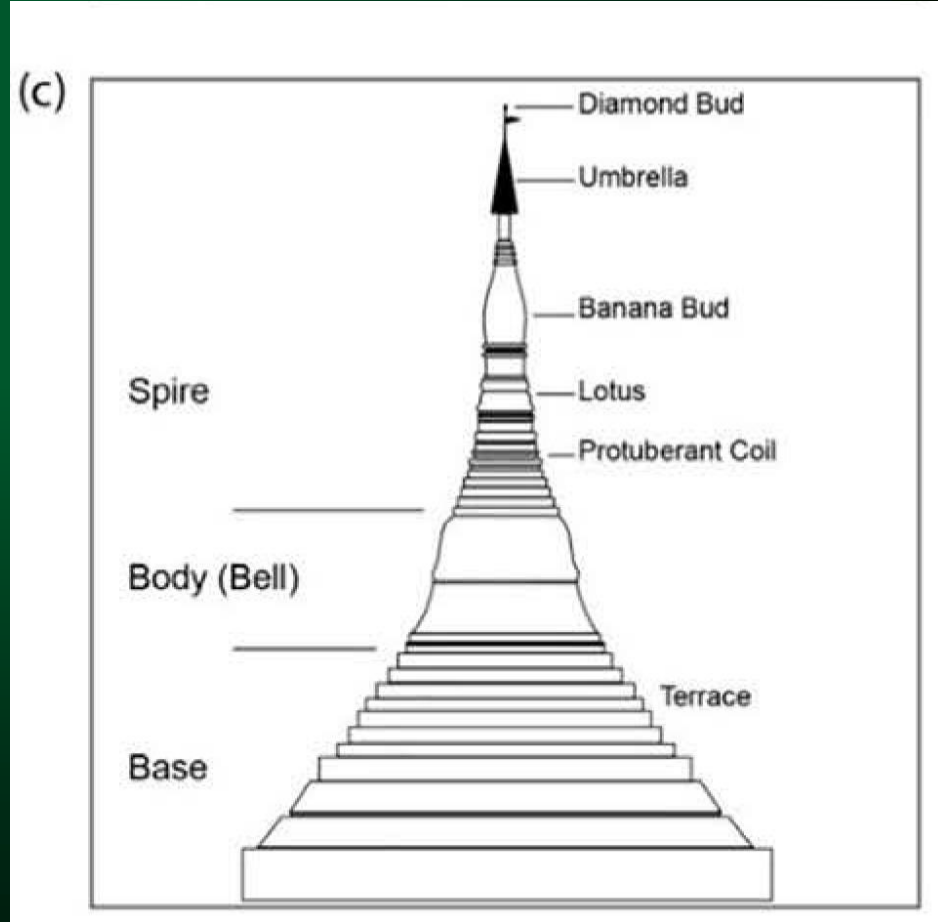 (c)
Diamond Bud
Umbrella
Banana Bud
Spire
Lotus
Protuberant Coil
Body (Bell)
Terrace
Base